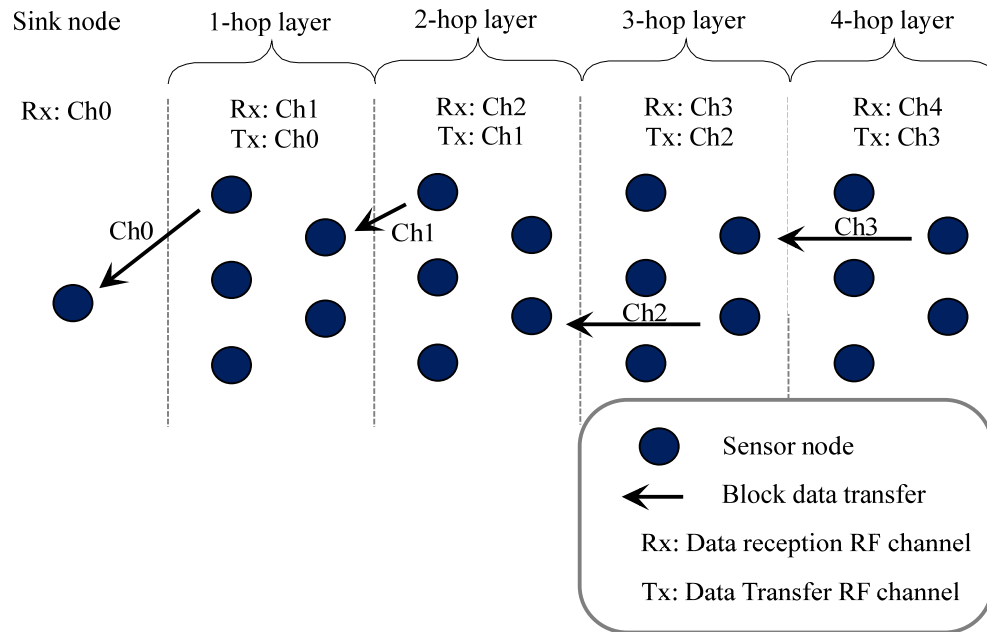 Sink node
1-hop layer
2-hop layer
3-hop layer
4-hop layer
Rx: Ch0
Rx: Ch1
Tx: Ch0
Rx: Ch2
Tx: Ch1
Rx: Ch3
Tx: Ch2
Rx: Ch4
Tx: Ch3
Ch0
Ch1
Ch3
Ch2
Sensor node
Block data transfer
Rx: Data reception RF channel
Tx: Data Transfer RF channel